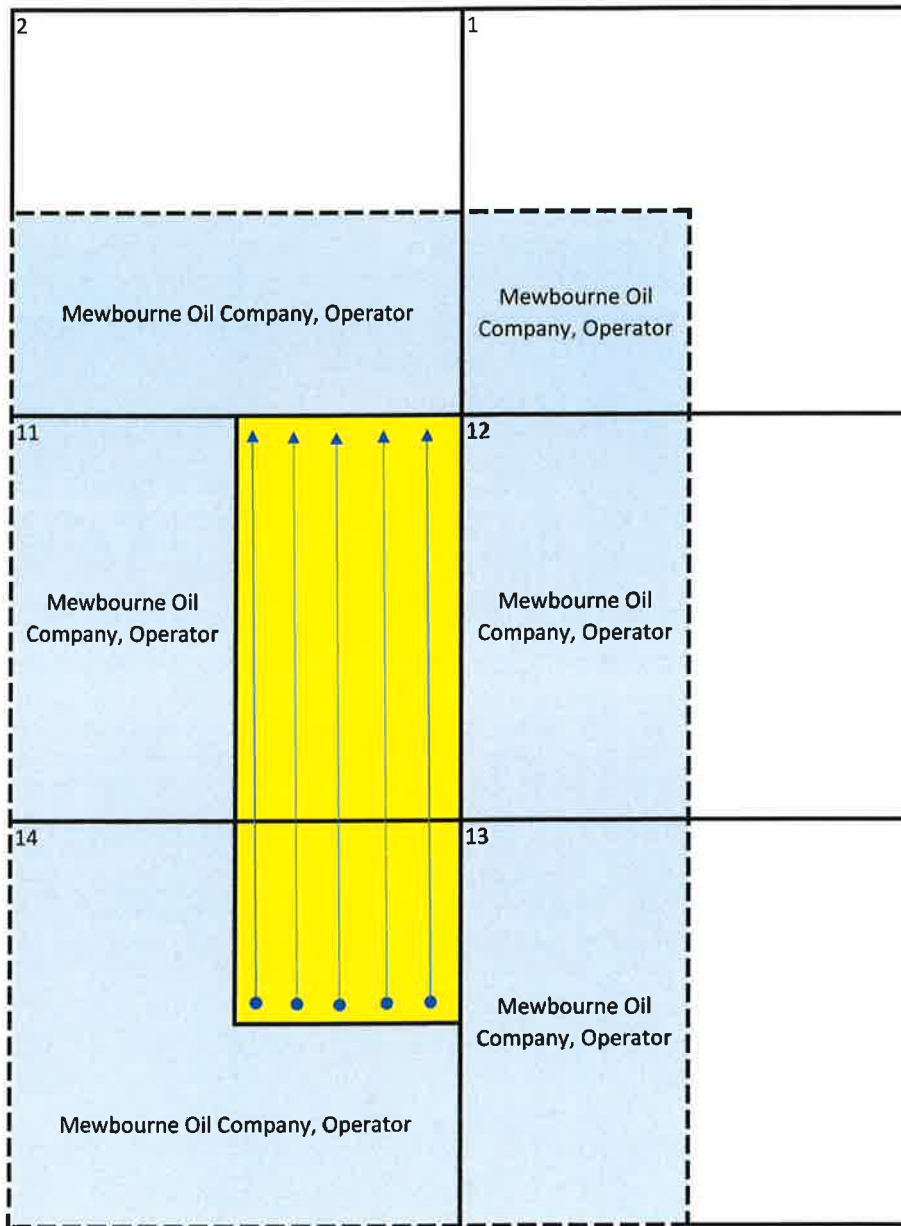 2
1
Mewbourne Oil Company, Operator
Mewbourne Oil
Company, Operator
11
12
Mewbourne Oil
Company, Operator
Mewbourne Oil
Company, Operator
14
13
Mewbourne Oil
Company, Operator
Mewbourne Oil Company, Operator